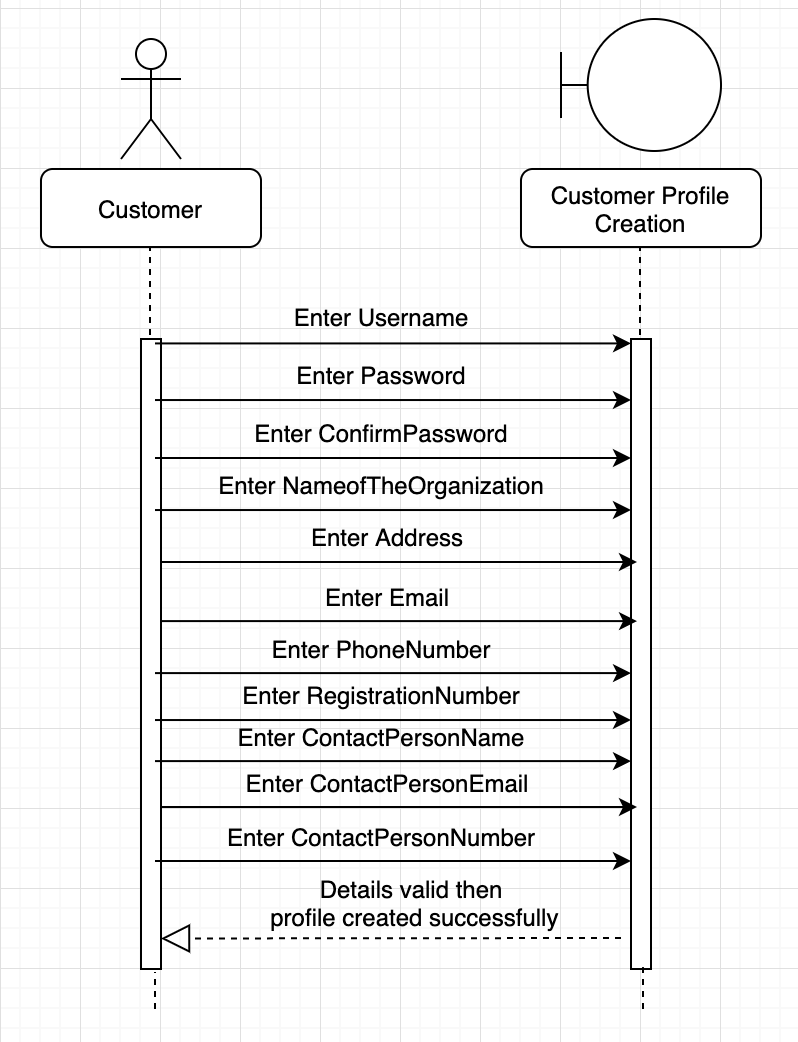 Customer
Customer Profile
Creation
Enter Username
Enter Password
Enter ConfirmPassword
Enter NameofTheOrganization
Enter Address
Enter Email
Enter PhoneNumber
Enter RegistrationNumber
Enter ContactPersonName
Enter ContactPersonEmail
Enter ContactPersonNumber
Details valid then
profile created successfully